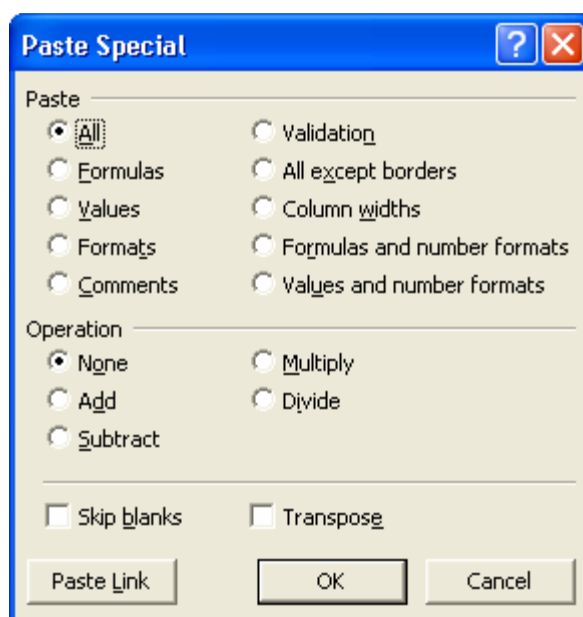 Paste Special
Paste
All Validation
Formulas All except borders
Values Column widths
Formats Formulas and number formats
Comments Values and number formats
Operation
None Multiply
Add Divide
Subtract
Skip blanks Transpose
Paste Link OK Cancel